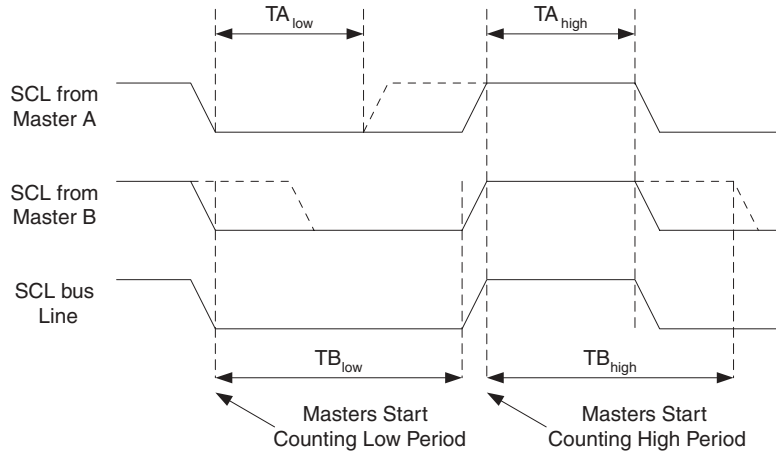 TA low
TA high
SCL from
Master A
SCL from
Master B
SCL bus
Line
TB low
TB high
Masters Start
Counting Low Period
Masters Start
Counting High Period